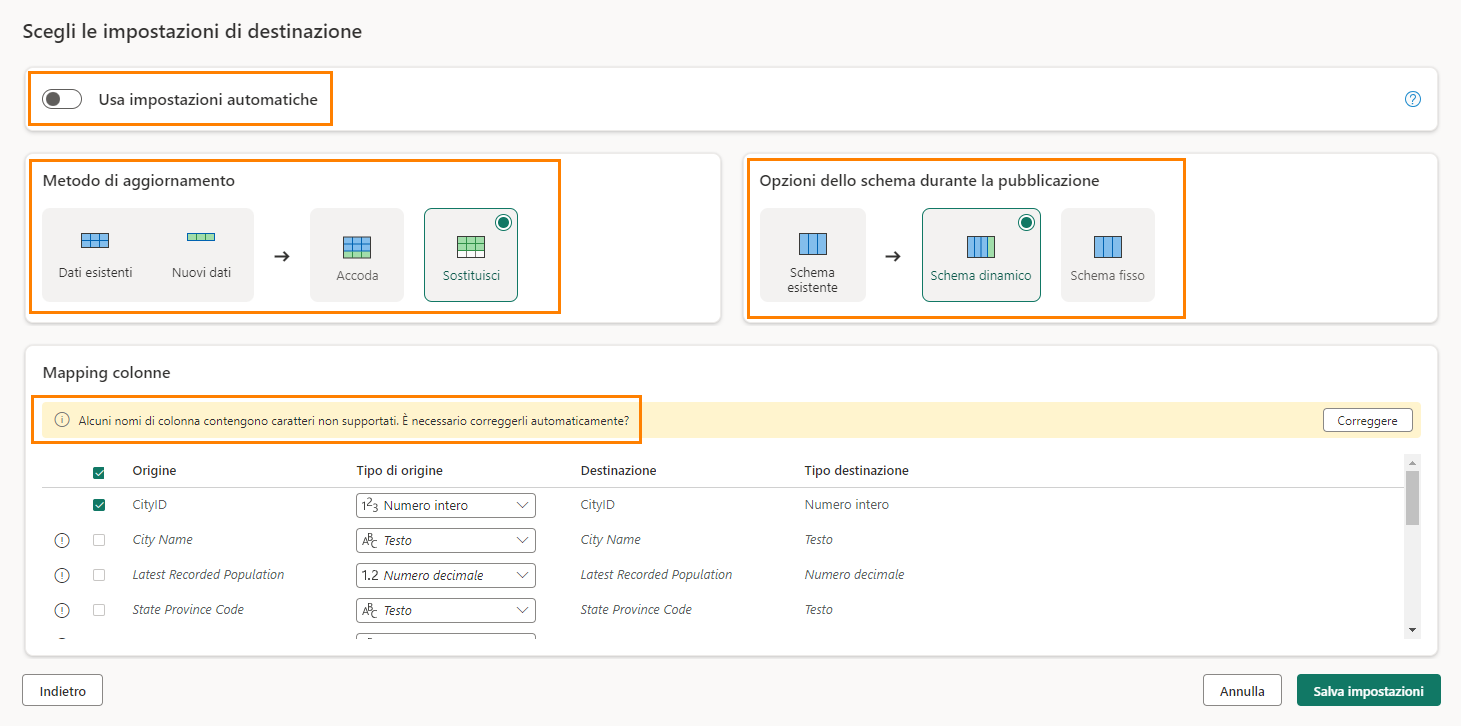 Scegli le impostazioni di destinazione
Usa impostazioni automatiche
Metodo di aggiornamento
Dati esistenti
Nuovi dati
Accoda
Sostituisci
Opzioni dello schema durante la pubblicazione
Schema
esistente
Schema dinamico
Schema fisso
Mapping colonne
Alcuni nomi di colonna contengono caratteri non supportati. È necessario correggerli automaticamente?
Correggere
Origine Tipo di origine Destinazione Tipo destinazione
CityID 123 Numero intero CityID Numero intero
City Name ABC Testo City Name Testo
Latest Recorded Population 1.2 Numero decimale Latest Recorded Population Numero decimale
State Province Code ABC Testo State Province Code Testo
Indietro
Annulla
Salva impostazioni